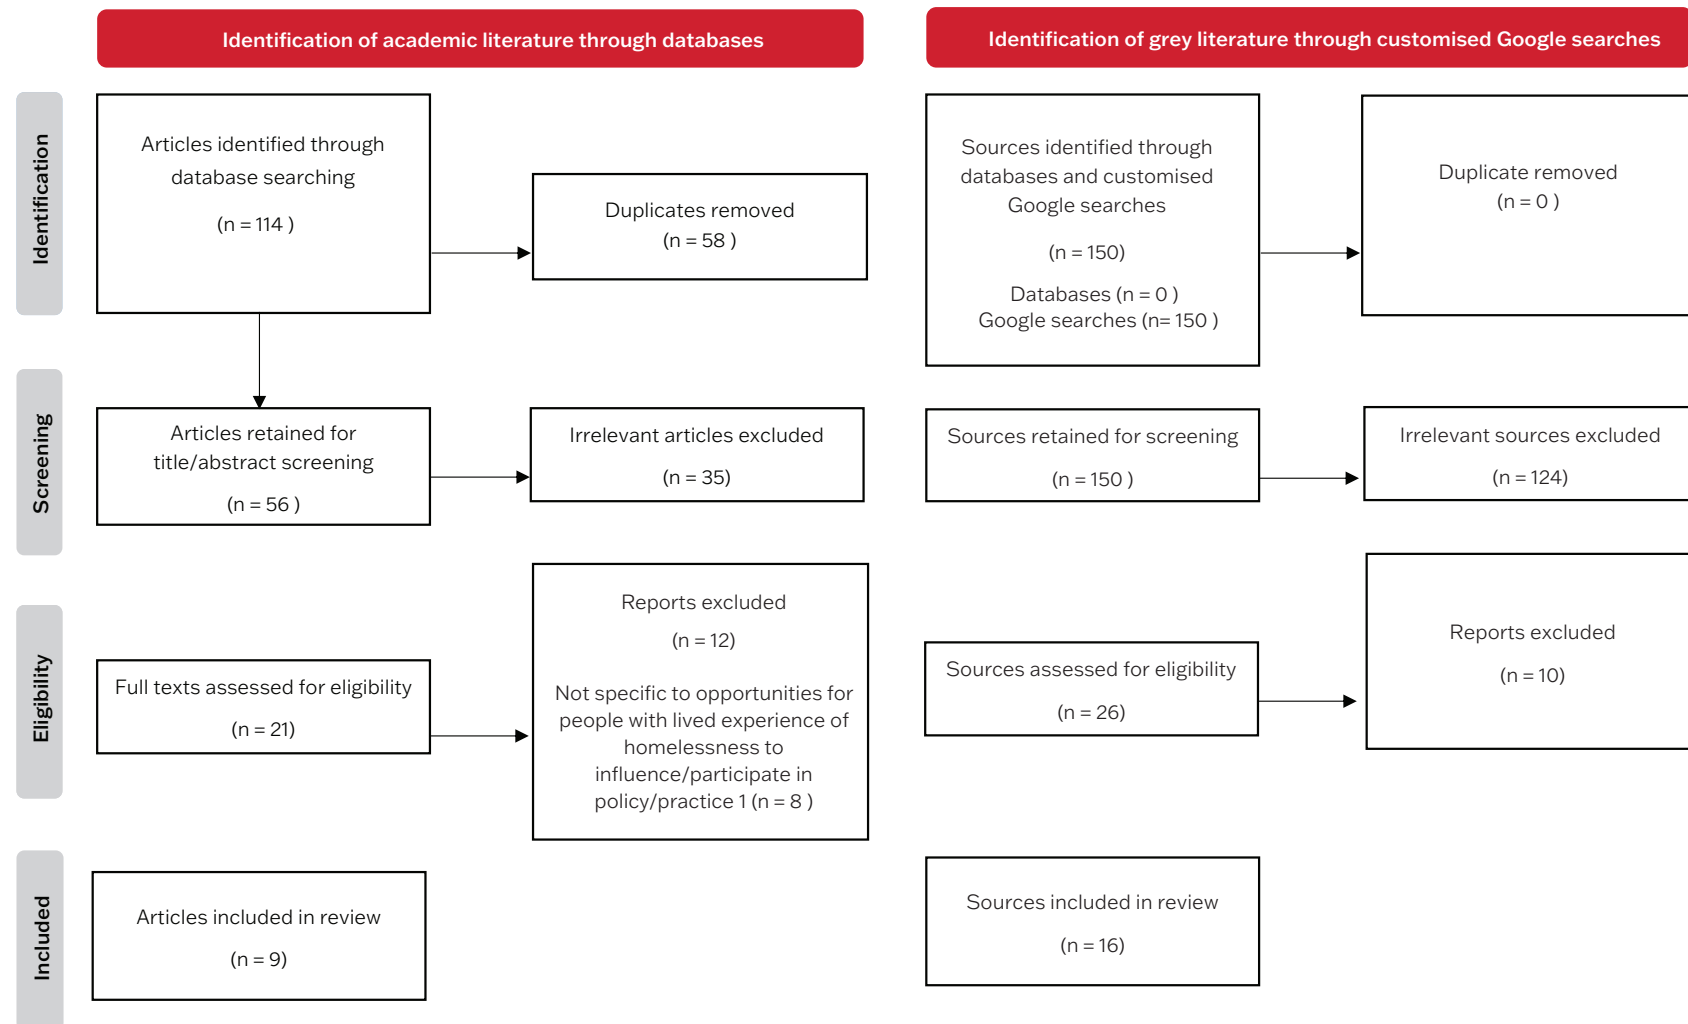 Identification of academic literature through databases
Identification of grey literature through customised Google searches
Identification
Articles identified through
database searching
(n = 114 )
Duplicates removed
(n = 58 )
Sources identified through
databases and customised
Google searches
(n = 150)
Databases (n = 0 )
Google searches (n= 150 )
Duplicate removed
(n = 0 )
Screening
Articles retained for
title/abstract screening
(n = 56 )
Irrelevant articles excluded
(n = 35)
Sources retained for screening
(n = 150 )
Irrelevant sources excluded
(n = 124)
Eligibility
Full texts assessed for eligibility
(n = 21)
Reports excluded
(n = 12)
Not specific to opportunities for
people with lived experience of
homelessness to
influence/participate in
policy/practice 1 (n = 8 )
Sources assessed for eligibility
(n = 26)
Reports excluded
(n = 10)
Included
Articles included in review
(n = 9)
Sources included in review
(n = 16)